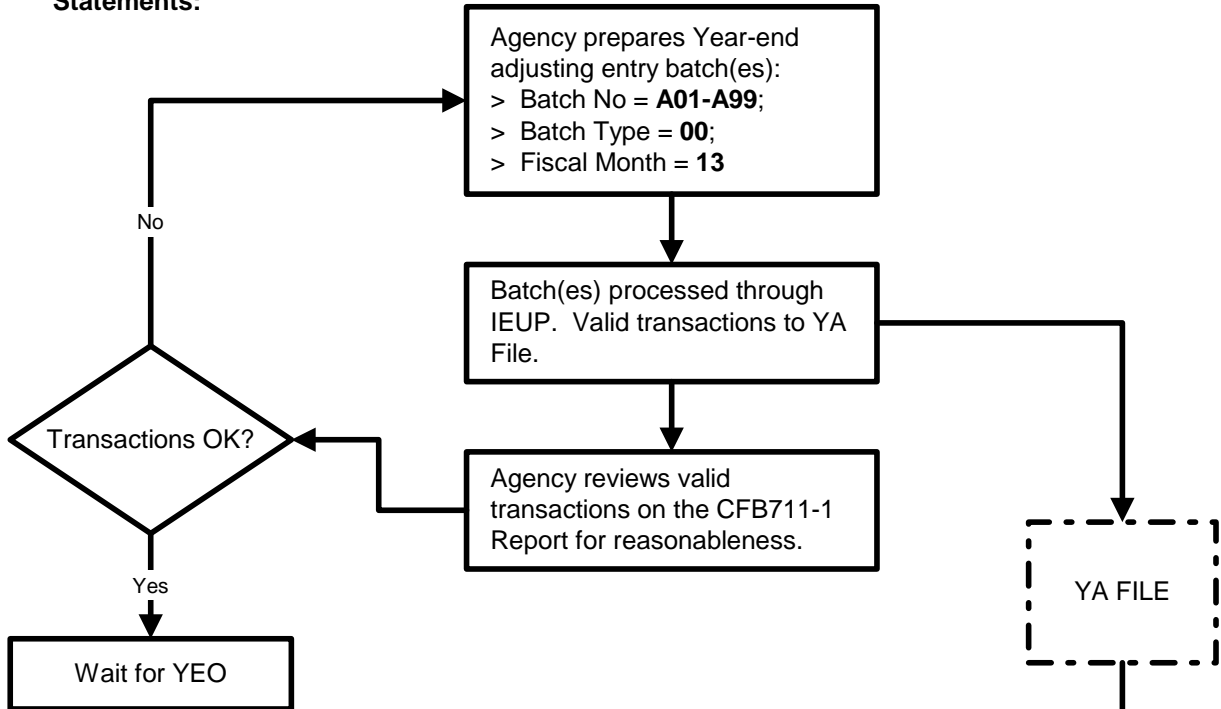 Statements:
Agency prepares Year-end
adjusting entry batch(es):
> Batch No = A01-A99;
> Batch Type = 00;
> Fiscal Month = 13
No
Batch(es) processed through
IEUP. Valid transactions to YA
File.
Transactions OK?
Agency reviews valid
transactions on the CFB711-1
Report for reasonableness.
Yes
YA FILE
Wait for YEO